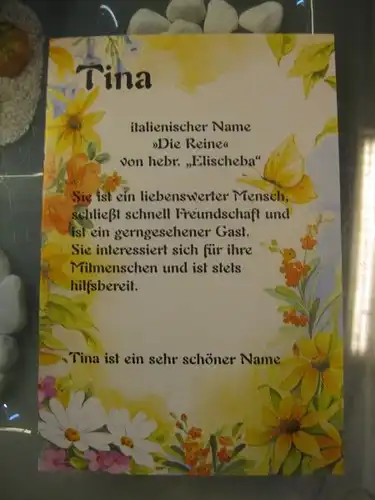 Tina
italienischer Name
»Die Reine«
von hebr. „Elischeba“
Sie ist ein liebenswerter Mensch,
schließt schnell Freundschaft und
ist ein gerngesehener Gast.
Sie interessiert sich für ihre
Mitmenschen und ist stets
hilfsbereit.
Tina ist ein sehr schöner Name